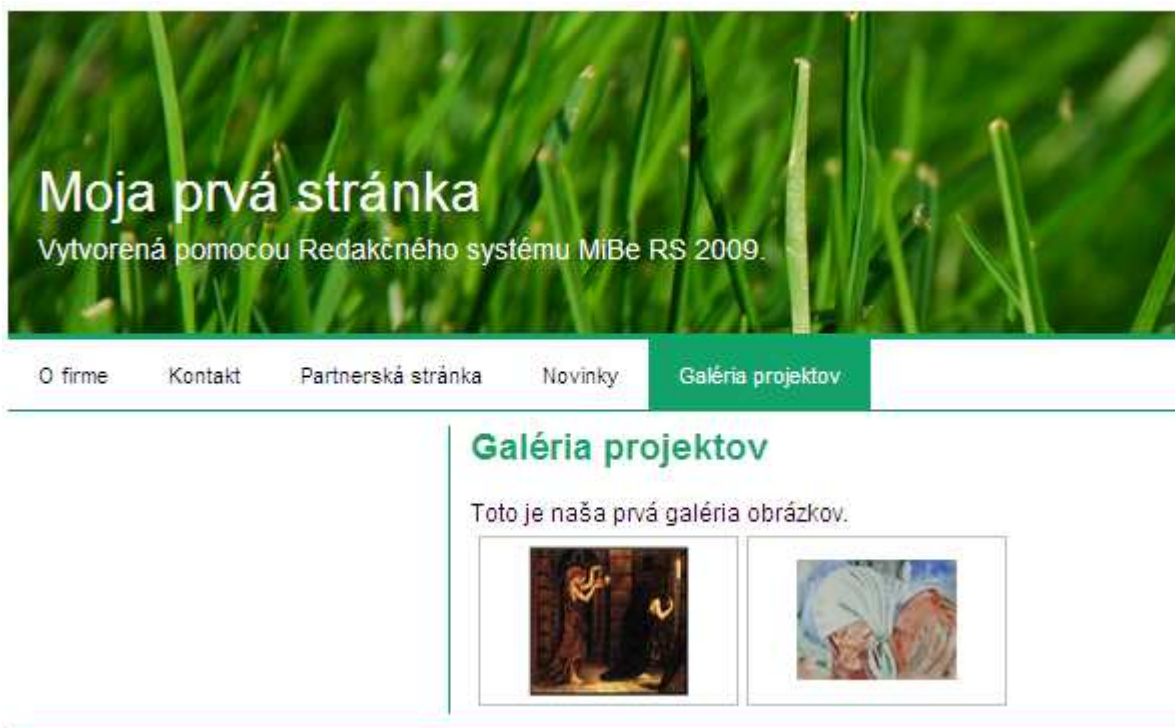 Moja prvá stránka
Vytvorená pomocou Redakčného systému MiBe RS 2009.
O firme Kontakt Partnerská stránka Novinky Galéria projektov
Galéria projektov
Toto je naša prvá galéria obrázkov.